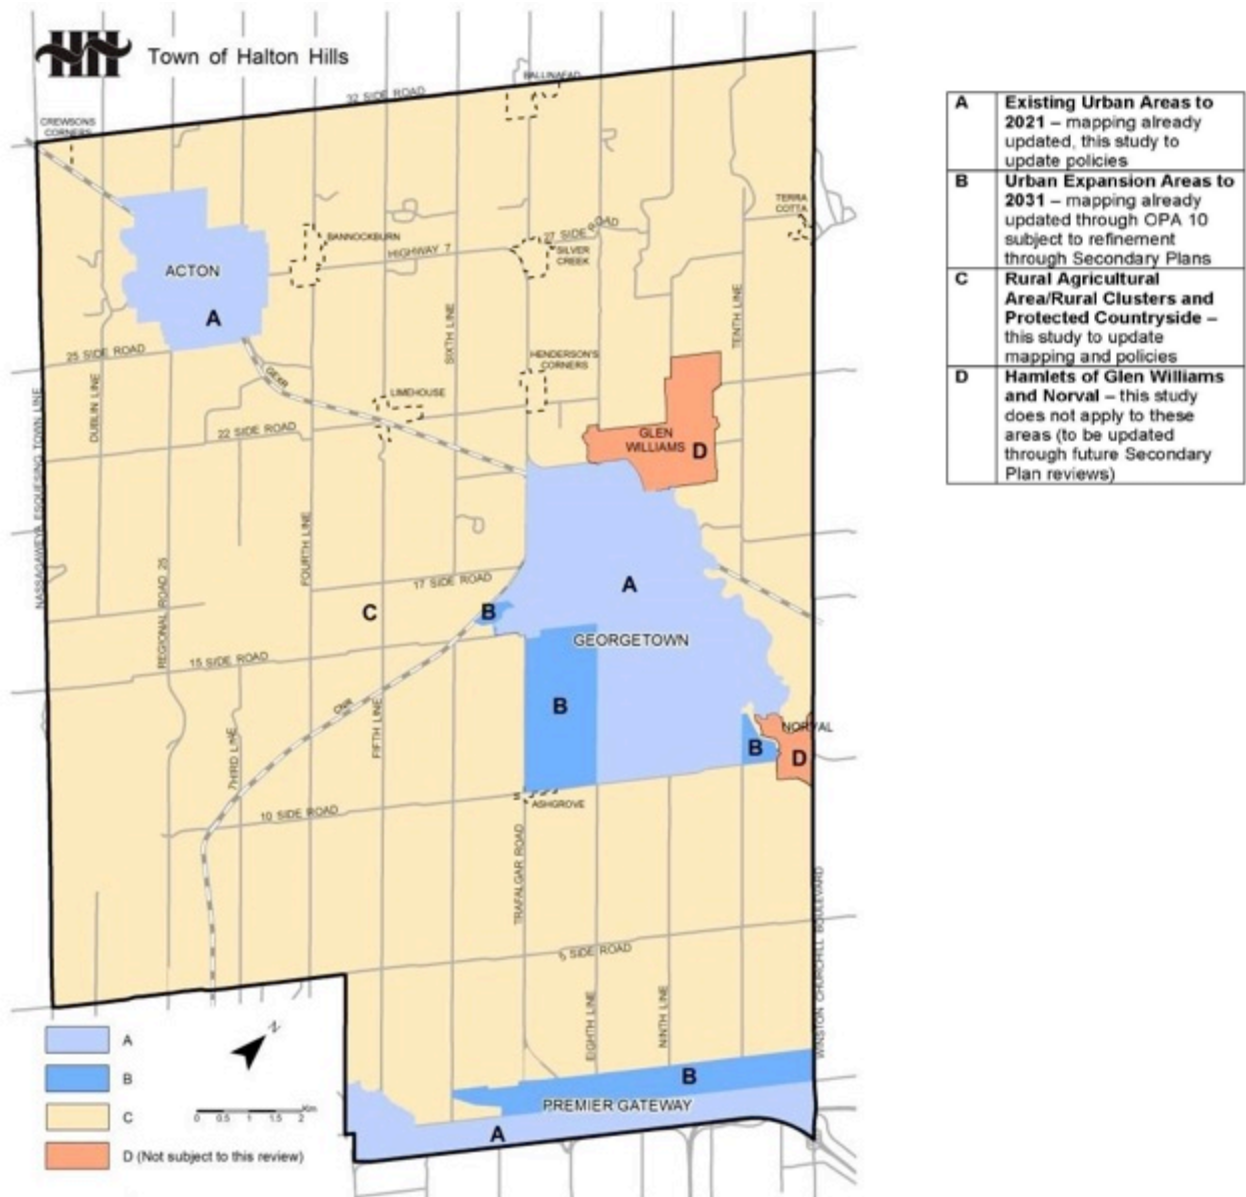 HH
Town of Halton Hills
BALLINAFAD
32 SIDE ROAD
CREWSONS
CORNERS
TERRA
COTTA
27 SIDE ROAD
BANNOCKBURN
HIGHWAY 7
SILVER
CREEK
ACTON
A
TENTH LINE
SIXTH LINE
25 SIDE ROAD
HENDERSON'S
CORNERS
GEXR
DUBLIN LINE
LIMEHOUSE
22 SIDE ROAD
GLEN
WILLIAMS
D
NASSAGAWEYA ESQUESING TOWN LINE
FOURTH LINE
REGIONAL ROAD 25
17 SIDE ROAD
A
C
B
GEORGETOWN
15 SIDE ROAD
B
CNR
FIFTH LINE
THIRD LINE
NORVAL
B
D
10 SIDE ROAD
ASHGROVE
TRAFALGAR ROAD
WINSTON CHURCHILL BOULEVARD
5 SIDE ROAD
EIGHTH LINE
NINTH LINE
B
PREMIER GATEWAY
A
A
B
C
D (Not subject to this review)
N
0 0.5 1 1.5 2 Km
A
Existing Urban Areas to
2021 – mapping already
updated, this study to
update policies
B
Urban Expansion Areas to
2031 – mapping already
updated through OPA 10
subject to refinement
through Secondary Plans
C
Rural Agricultural
Area/Rural Clusters and
Protected Countryside –
this study to update
mapping and policies
D
Hamlets of Glen Williams
and Norval – this study
does not apply to these
areas (to be updated
through future Secondary
Plan reviews)